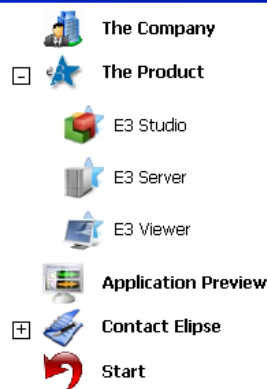 The Company
The Product
E3 Studio
E3 Server
E3 Viewer
Application Preview
Contact Elipse
Start